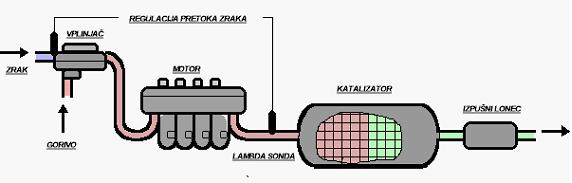 REGULACIJA PRETOKA ZRAKA
VPLINJAČ
ZRAK
MOTOR
KATALIZATOR
IZPUŠNI LONEC
GORIVO
LAMBDA SONDA